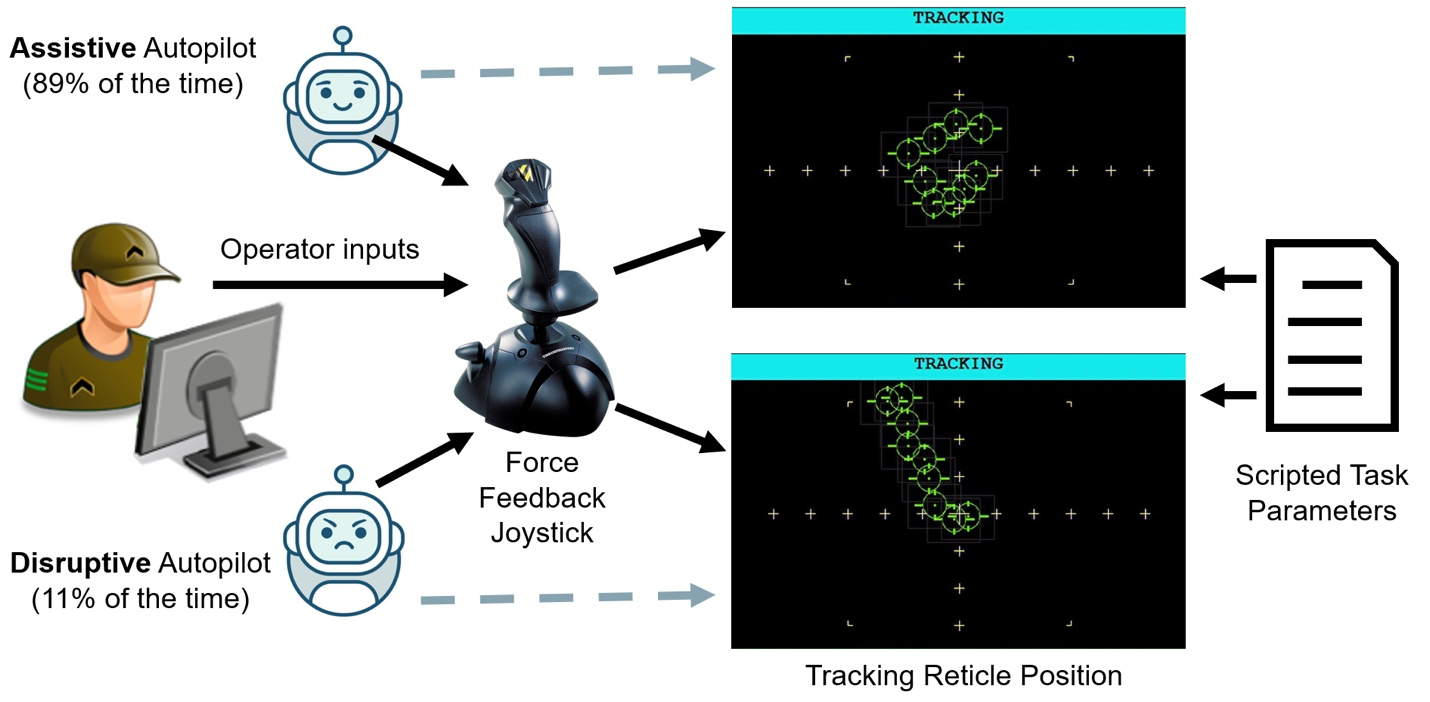 Assistive Autopilot
(89% of the time)
TRACKING
Operator inputs
Force
Feedback
Joystick
TRACKING
Scripted Task
Parameters
Disruptive Autopilot
(11% of the time)
Tracking Reticle Position